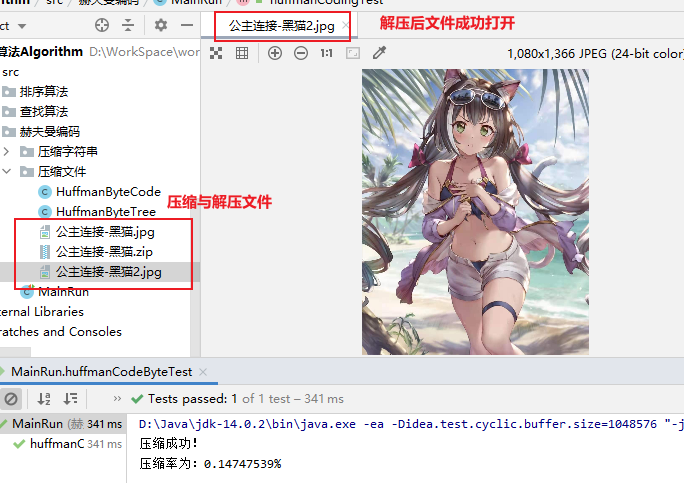 src
赫夫曼编码
MainRun
huffmanCodingTest
ct
公主连接-黑猫2.jpg
解压后文件成功打开
算法Algorithm
D:\WorkSpace\wor
1:1
1,080x1,366 JPEG (24-bit color)
src
排序算法
查找算法
赫夫曼编码
压缩字符串
压缩文件
HuffmanByteCode
压缩与解压文件
HuffmanByteTree
公主连接-黑猫.jpg
公主连接-黑猫.zip
公主连接-黑猫2.jpg
MainRun
ternal Libraries
ratches and Consoles
MainRun.huffmanCodeByteTest
Tests passed: 1 of 1 test – 341 ms
MainRun (赫 341 ms
D:\Java\jdk-14.0.2\bin\java.exe -ea -Didea.test.cyclic.buffer.size=1048576 "-j
huffmanC 341 ms
压缩成功!
压缩率为: 0.14747539%